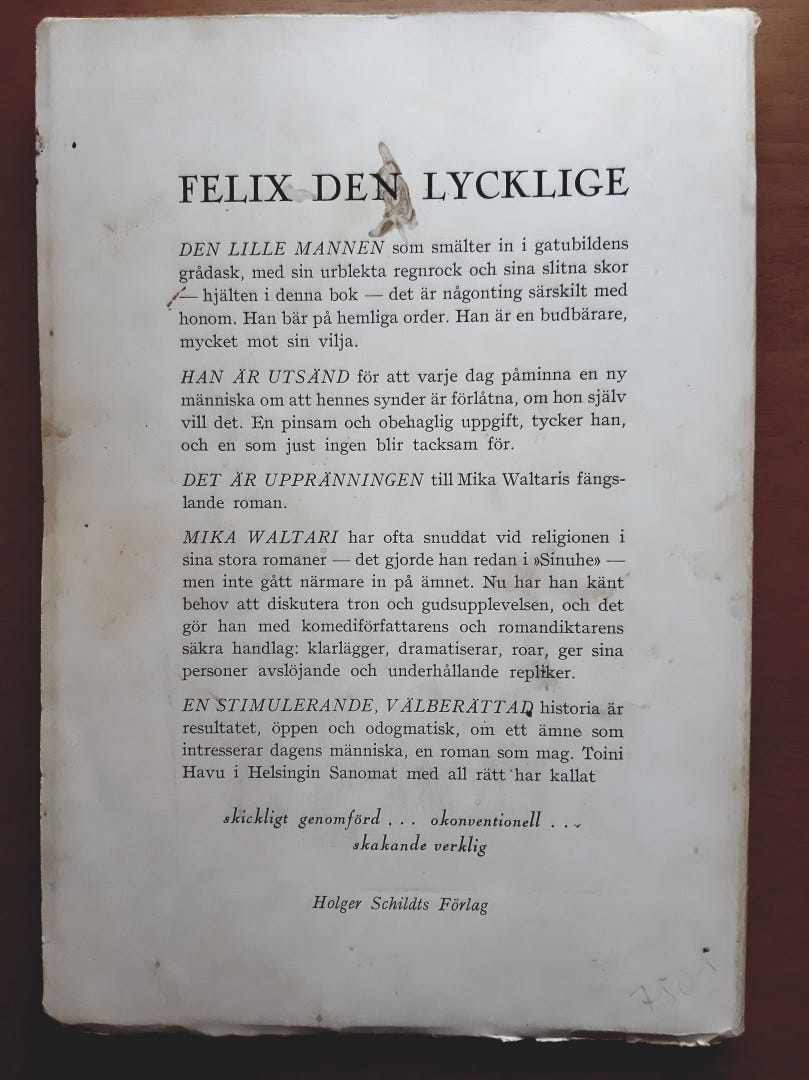 FELIX DEN LYCKLIGE
DEN LILLE MANNEN som smälter in i gatubildens
grådask, med sin urblekta regnrock och sina slitna skor
— hjälten i denna bok — det är någonting särskilt med
honom. Han bär på hemliga order. Han är en budbärare,
mycket mot sin vilja.
HAN ÄR UTSÄND för att varje dag påminna en ny
människa om att hennes synder är förlåtna, om hon själv
vill det. En pinsam och obehaglig uppgift, tycker han,
och en som just ingen blir tacksam för.
DET ÄR UPPRÄNNINGEN till Mika Waltaris fängs-
lande roman.
MIKA WALTARI har ofta snuddat vid religionen i
sina stora romaner — det gjorde han redan i »Sinuhe» —
men inte gått närmare in på ämnet. Nu har han känt
behov att diskutera tron och gudsupplevelsen, och det
gör han med komediförfattarens och romandiktarens
säkra handlag: klarlägger, dramatiserar, roar, ger sina
personer avslöjande och underhållande repliker.
EN STIMULERANDE, VÄLBERÄTTAD historia är
resultatet, öppen och odogmatisk, om ett ämne som
intresserar dagens människa, en roman som mag. Toini
Havu i Helsingin Sanomat med all rätt har kallat
skickligt genomförd . . . okonventionell . . .
skakande verklig
Holger Schildts Förlag